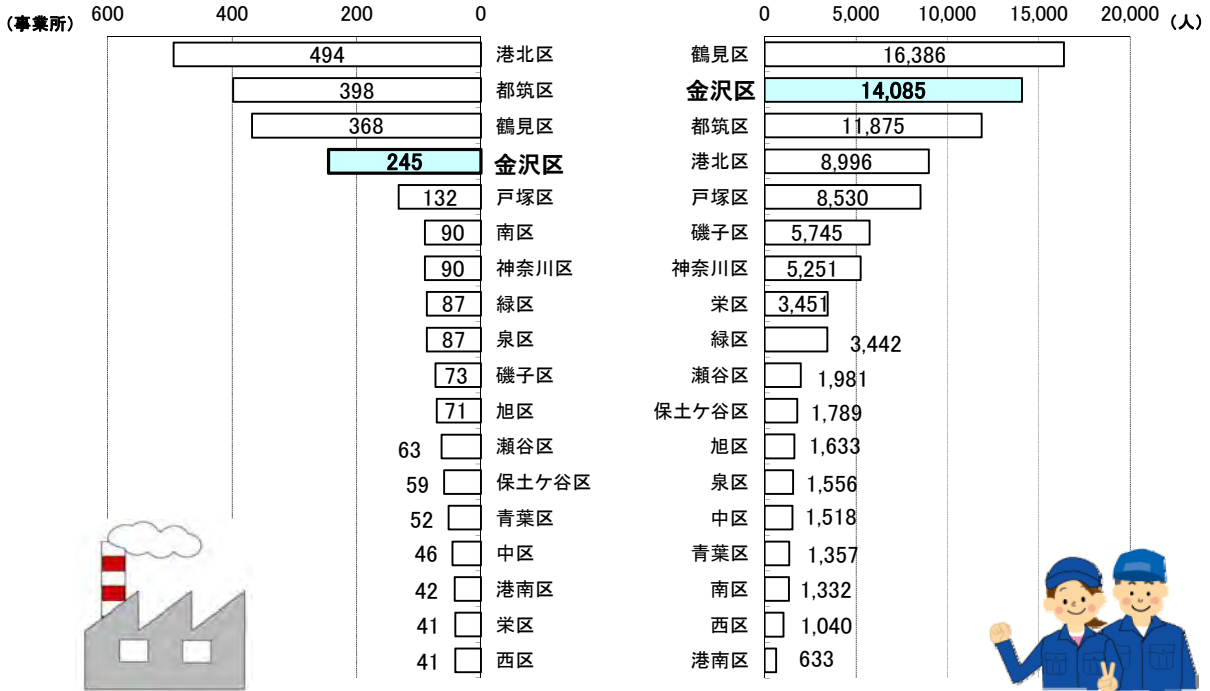 (事業所) 600 400 200 0 0 5,000 10,000 15,000 20,000 (人)
494 港北区 鶴見区 16,386
398 都筑区 金沢区 14,085
368 鶴見区 都筑区 11,875
245 金沢区 港北区 8,996
132 戸塚区 戸塚区 8,530
90 南区 磯子区 5,745
90 神奈川区 神奈川区 5,251
87 緑区 栄区 3,451
87 泉区 緑区 3,442
73 磯子区 瀬谷区 1,981
71 旭区 保土ケ谷区 1,789
63 瀬谷区 旭区 1,633
59 保土ケ谷区 泉区 1,556
52 青葉区 中区 1,518
46 中区 青葉区 1,357
42 港南区 南区 1,332
41 栄区 西区 1,040
41 西区 港南区 633